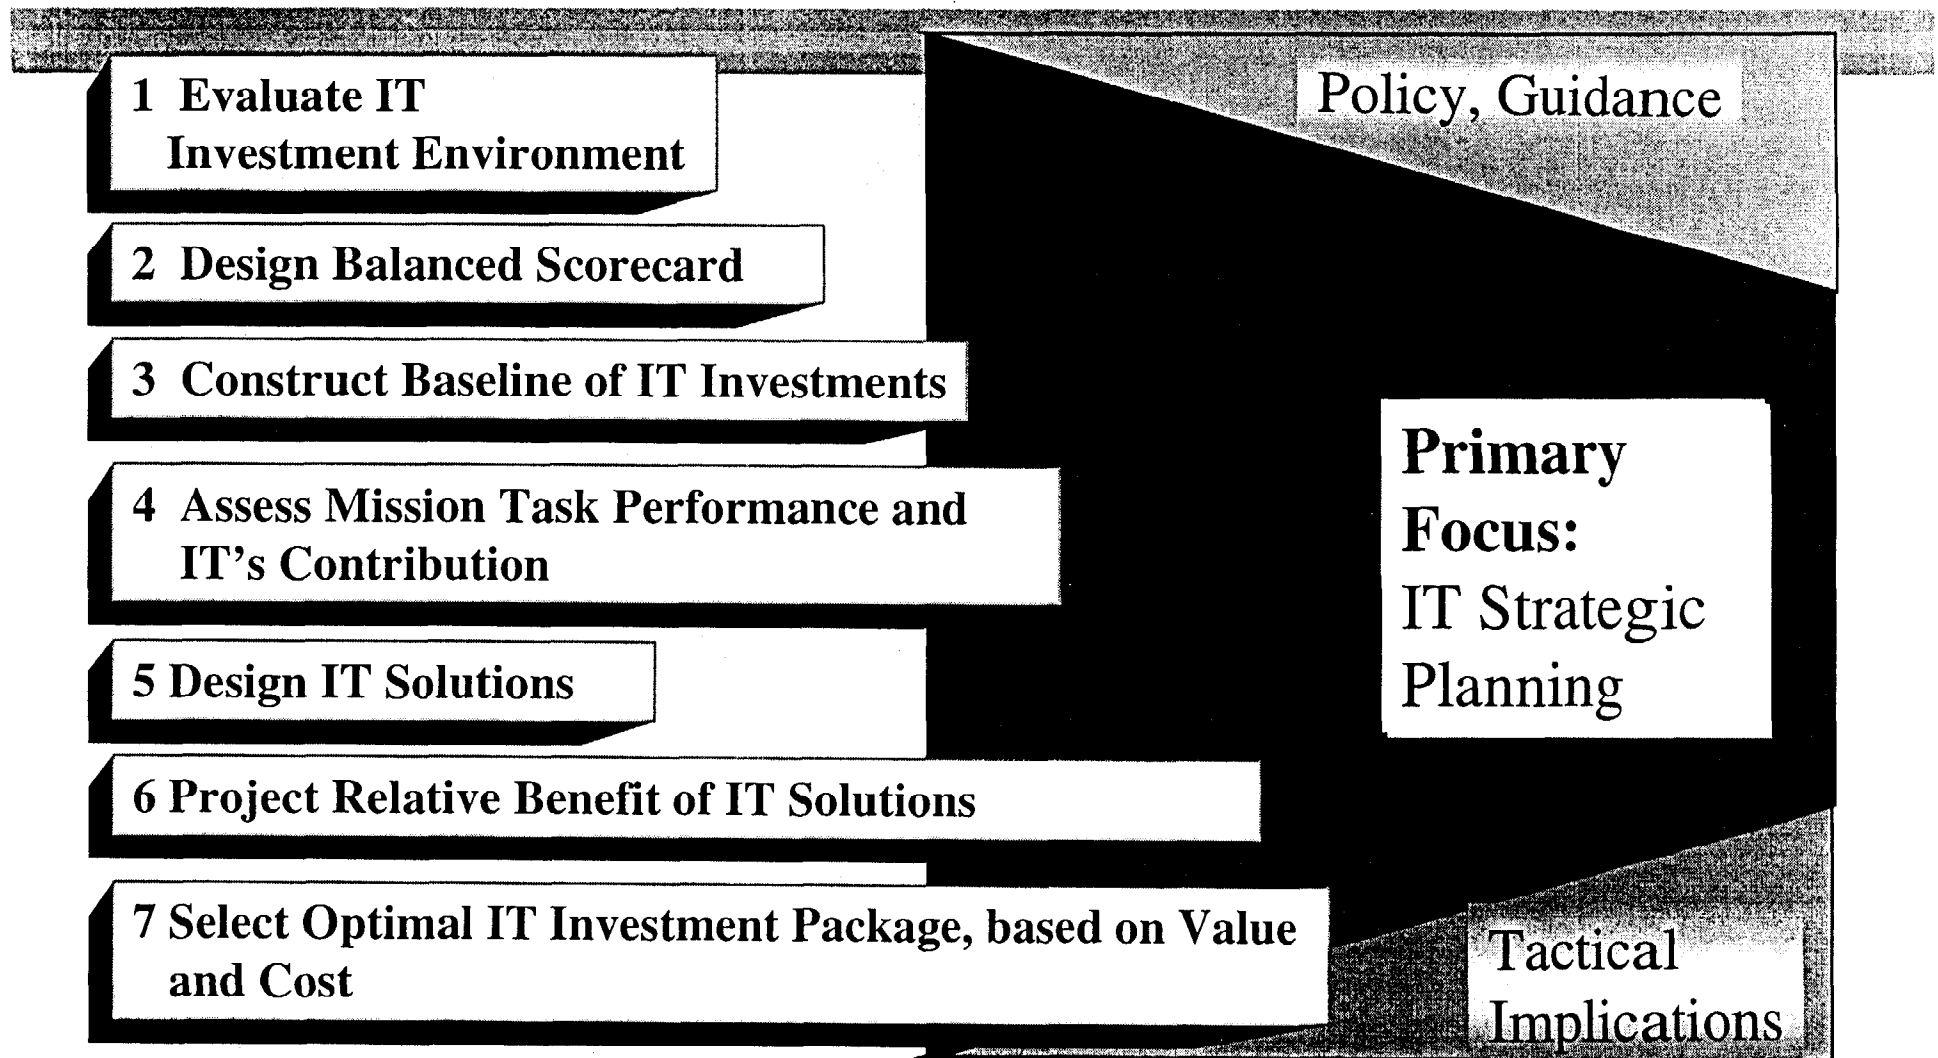 1 Evaluate IT
Investment Environment
2 Design Balanced Scorecard
3 Construct Baseline of IT Investments
4 Assess Mission Task Performance and
IT's Contribution
5 Design IT Solutions
6 Project Relative Benefit of IT Solutions
7 Select Optimal IT Investment Package, based on Value
and Cost
Policy, Guidance
Primary
Focus:
IT Strategic
Planning
Tactical
Implications